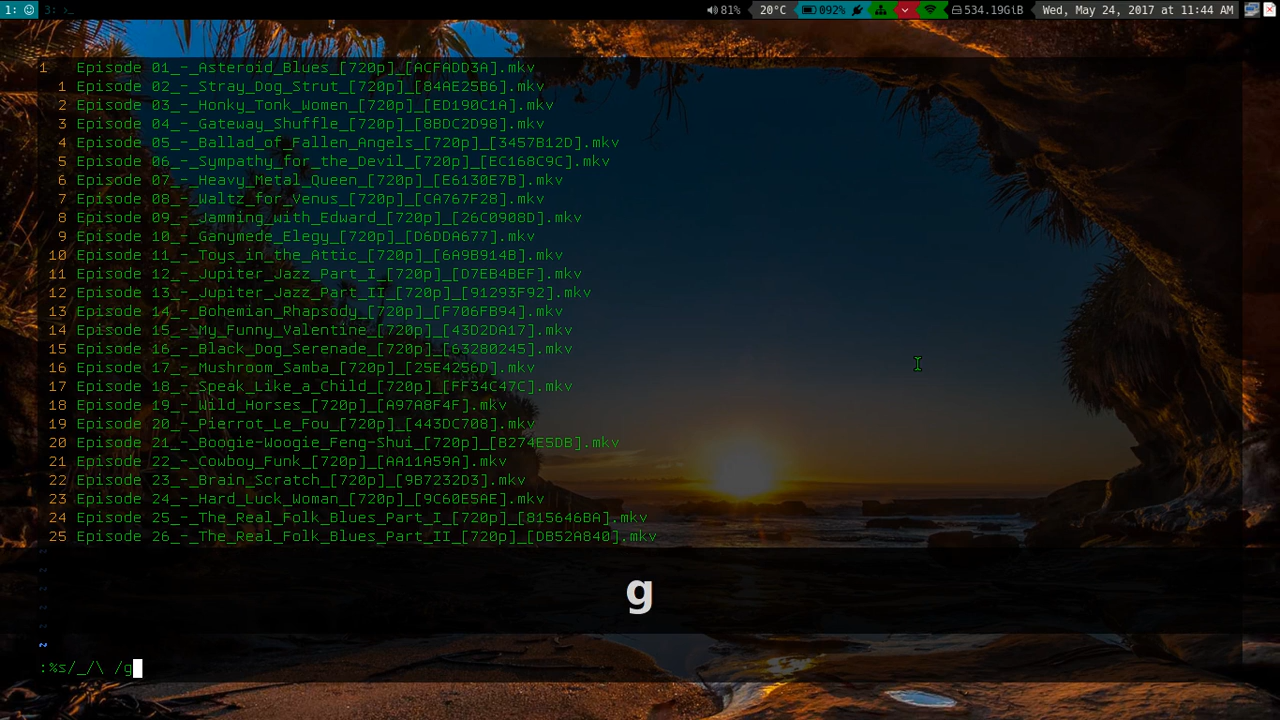 1: ☺ 3: ›_ 81% 20°C 092% 534.19GiB Wed, May 24, 2017 at 11:44 AM
1 Episode 01_-_Asteroid_Blues_[720p]_[ACFADD3A].mkv
1 Episode 02_-_Stray_Dog_Strut_[720p]_[84AE25B6].mkv
2 Episode 03_-_Honky_Tonk_Women_[720p]_[ED190C1A].mkv
3 Episode 04_-_Gateway_Shuffle_[720p]_[8BDC2D98].mkv
4 Episode 05_-_Ballad_of_Fallen_Angels_[720p]_[3457B12D].mkv
5 Episode 06_-_Sympathy_for_the_Devil_[720p]_[EC168C9C].mkv
6 Episode 07_-_Heavy_Metal_Queen_[720p]_[E6130E7B].mkv
7 Episode 08_-_Waltz_for_Venus_[720p]_[CA767F28].mkv
8 Episode 09_-_Jamming_with_Edward_[720p]_[26C0908D].mkv
9 Episode 10_-_Ganymede_Elegy_[720p]_[D6DDA677].mkv
10 Episode 11_-_Toys_in_the_Attic_[720p]_[6A9B914B].mkv
11 Episode 12_-_Jupiter_Jazz_Part_I_[720p]_[D7EB4BEF].mkv
12 Episode 13_-_Jupiter_Jazz_Part_II_[720p]_[91293F92].mkv
13 Episode 14_-_Bohemian_Rhapsody_[720p]_[F706FB94].mkv
14 Episode 15_-_My_Funny_Valentine_[720p]_[43D2DA17].mkv
15 Episode 16_-_Black_Dog_Serenade_[720p]_[63280245].mkv
16 Episode 17_-_Mushroom_Samba_[720p]_[25E4256D].mkv
17 Episode 18_-_Speak_Like_a_Child_[720p]_[FF34C47C].mkv
18 Episode 19_-_Wild_Horses_[720p]_[A97A8F4F].mkv
19 Episode 20_-_Pierrot_Le_Fou_[720p]_[443DC708].mkv
20 Episode 21_-_Boogie-Woogie_Feng-Shui_[720p]_[B274E5DB].mkv
21 Episode 22_-_Cowboy_Funk_[720p]_[AA11A59A].mkv
22 Episode 23_-_Brain_Scratch_[720p]_[9B7232D3].mkv
23 Episode 24_-_Hard_Luck_Woman_[720p]_[9C60E5AE].mkv
24 Episode 25_-_The_Real_Folk_Blues_Part_I_[720p]_[815646BA].mkv
25 Episode 26_-_The_Real_Folk_Blues_Part_II_[720p]_[DB52A840].mkv
~
~
g
~
~
~
:%s/_/\ /g